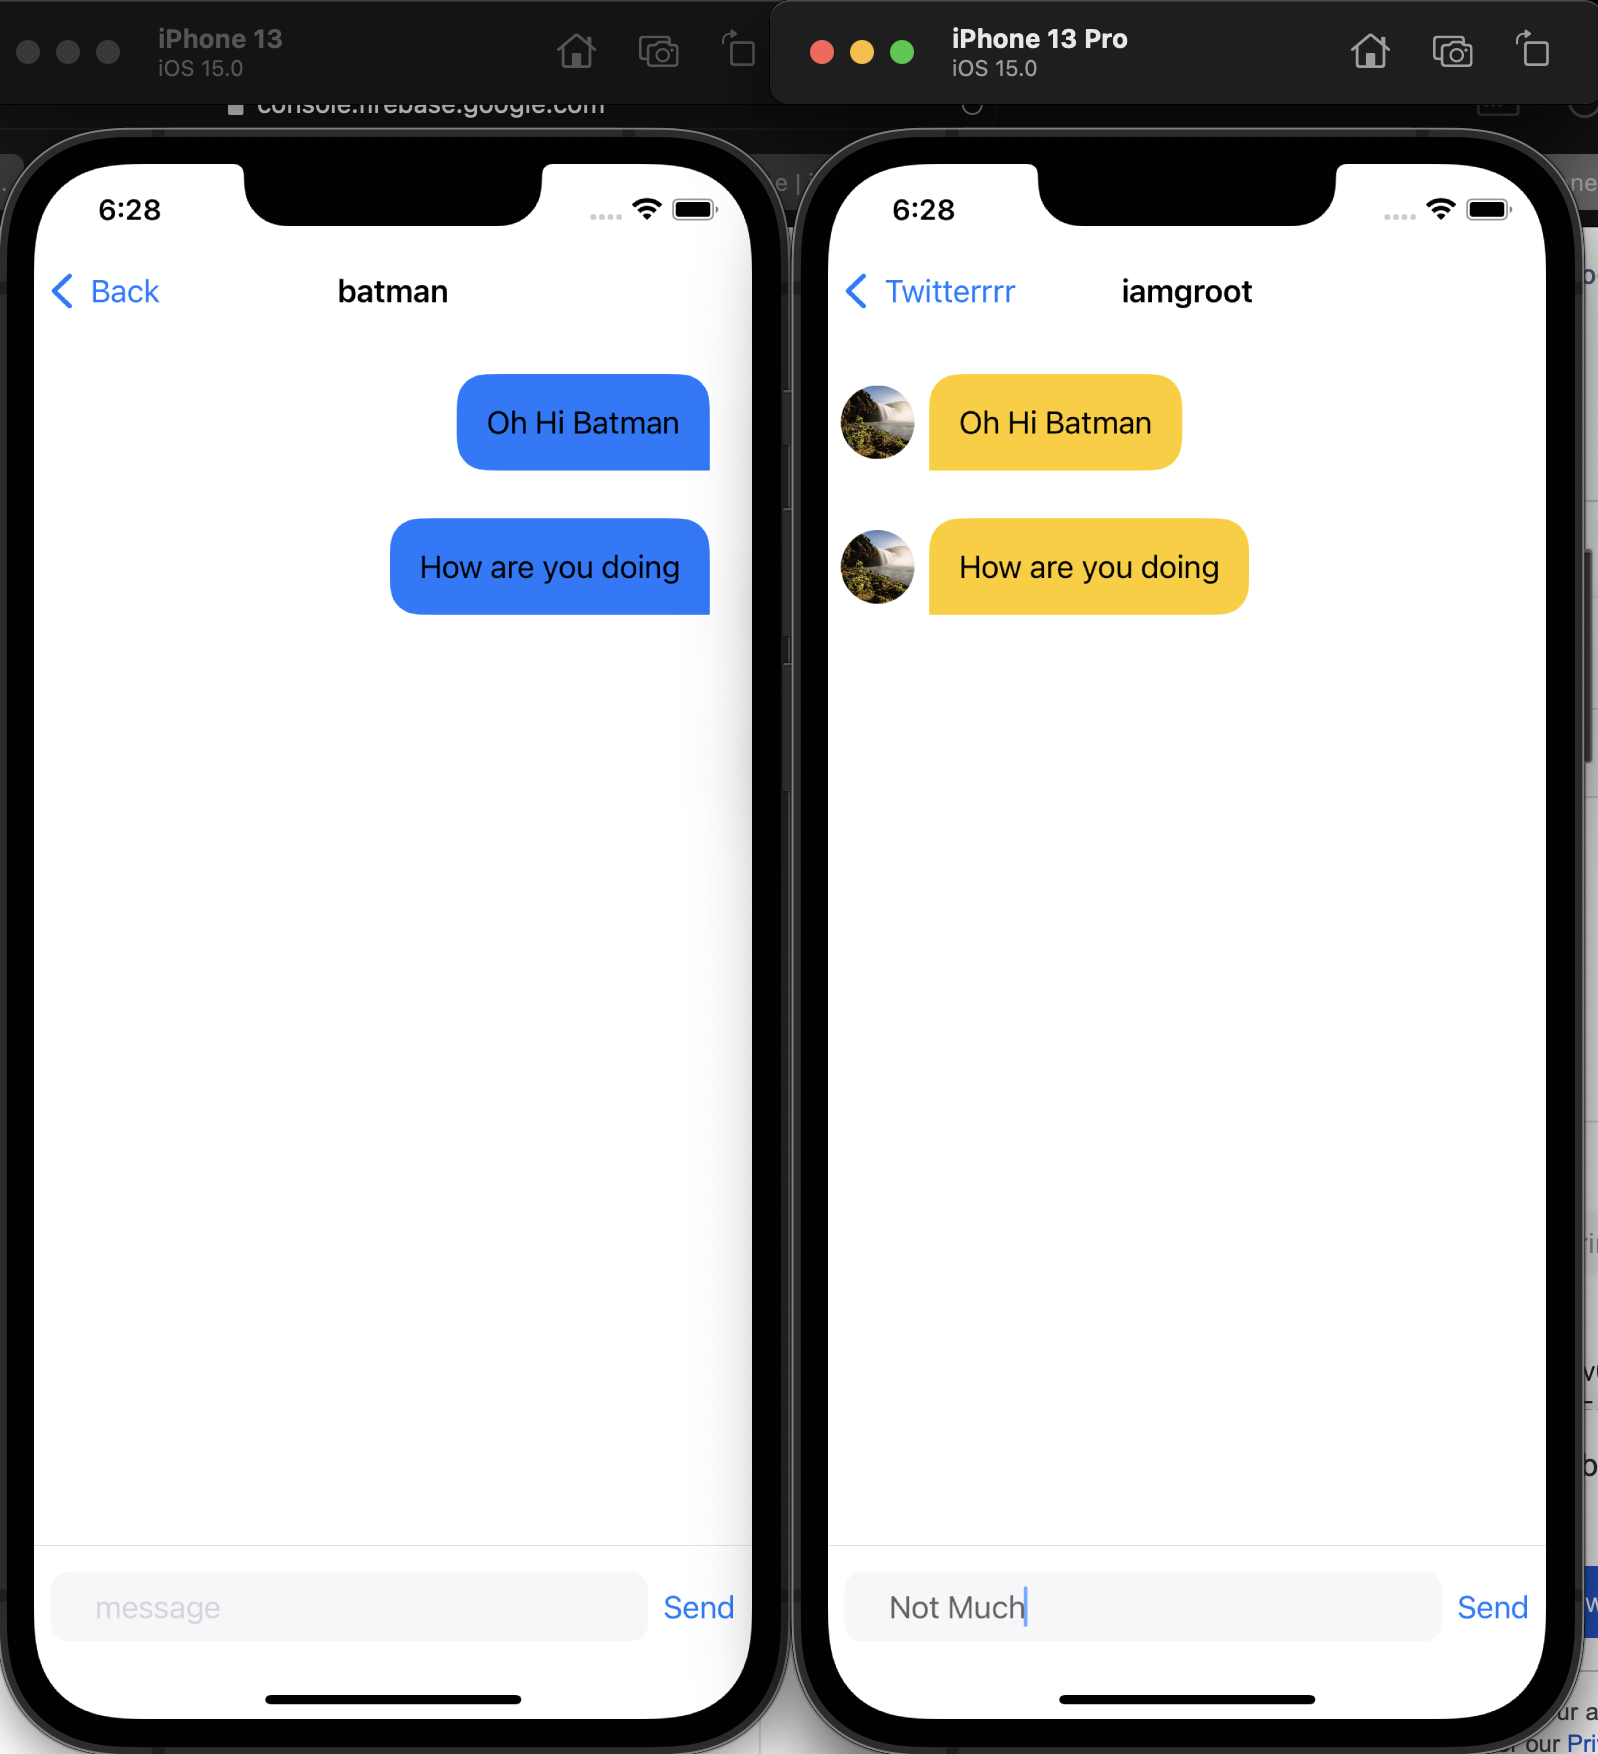 iPhone 13
iOS 15.0
iPhone 13 Pro
iOS 15.0
console.firebase.google.com
6:28
Back
batman
Oh Hi Batman
How are you doing
message
Send
6:28
Twitterrrr
iamgroot
Oh Hi Batman
How are you doing
Not Much
Send
our